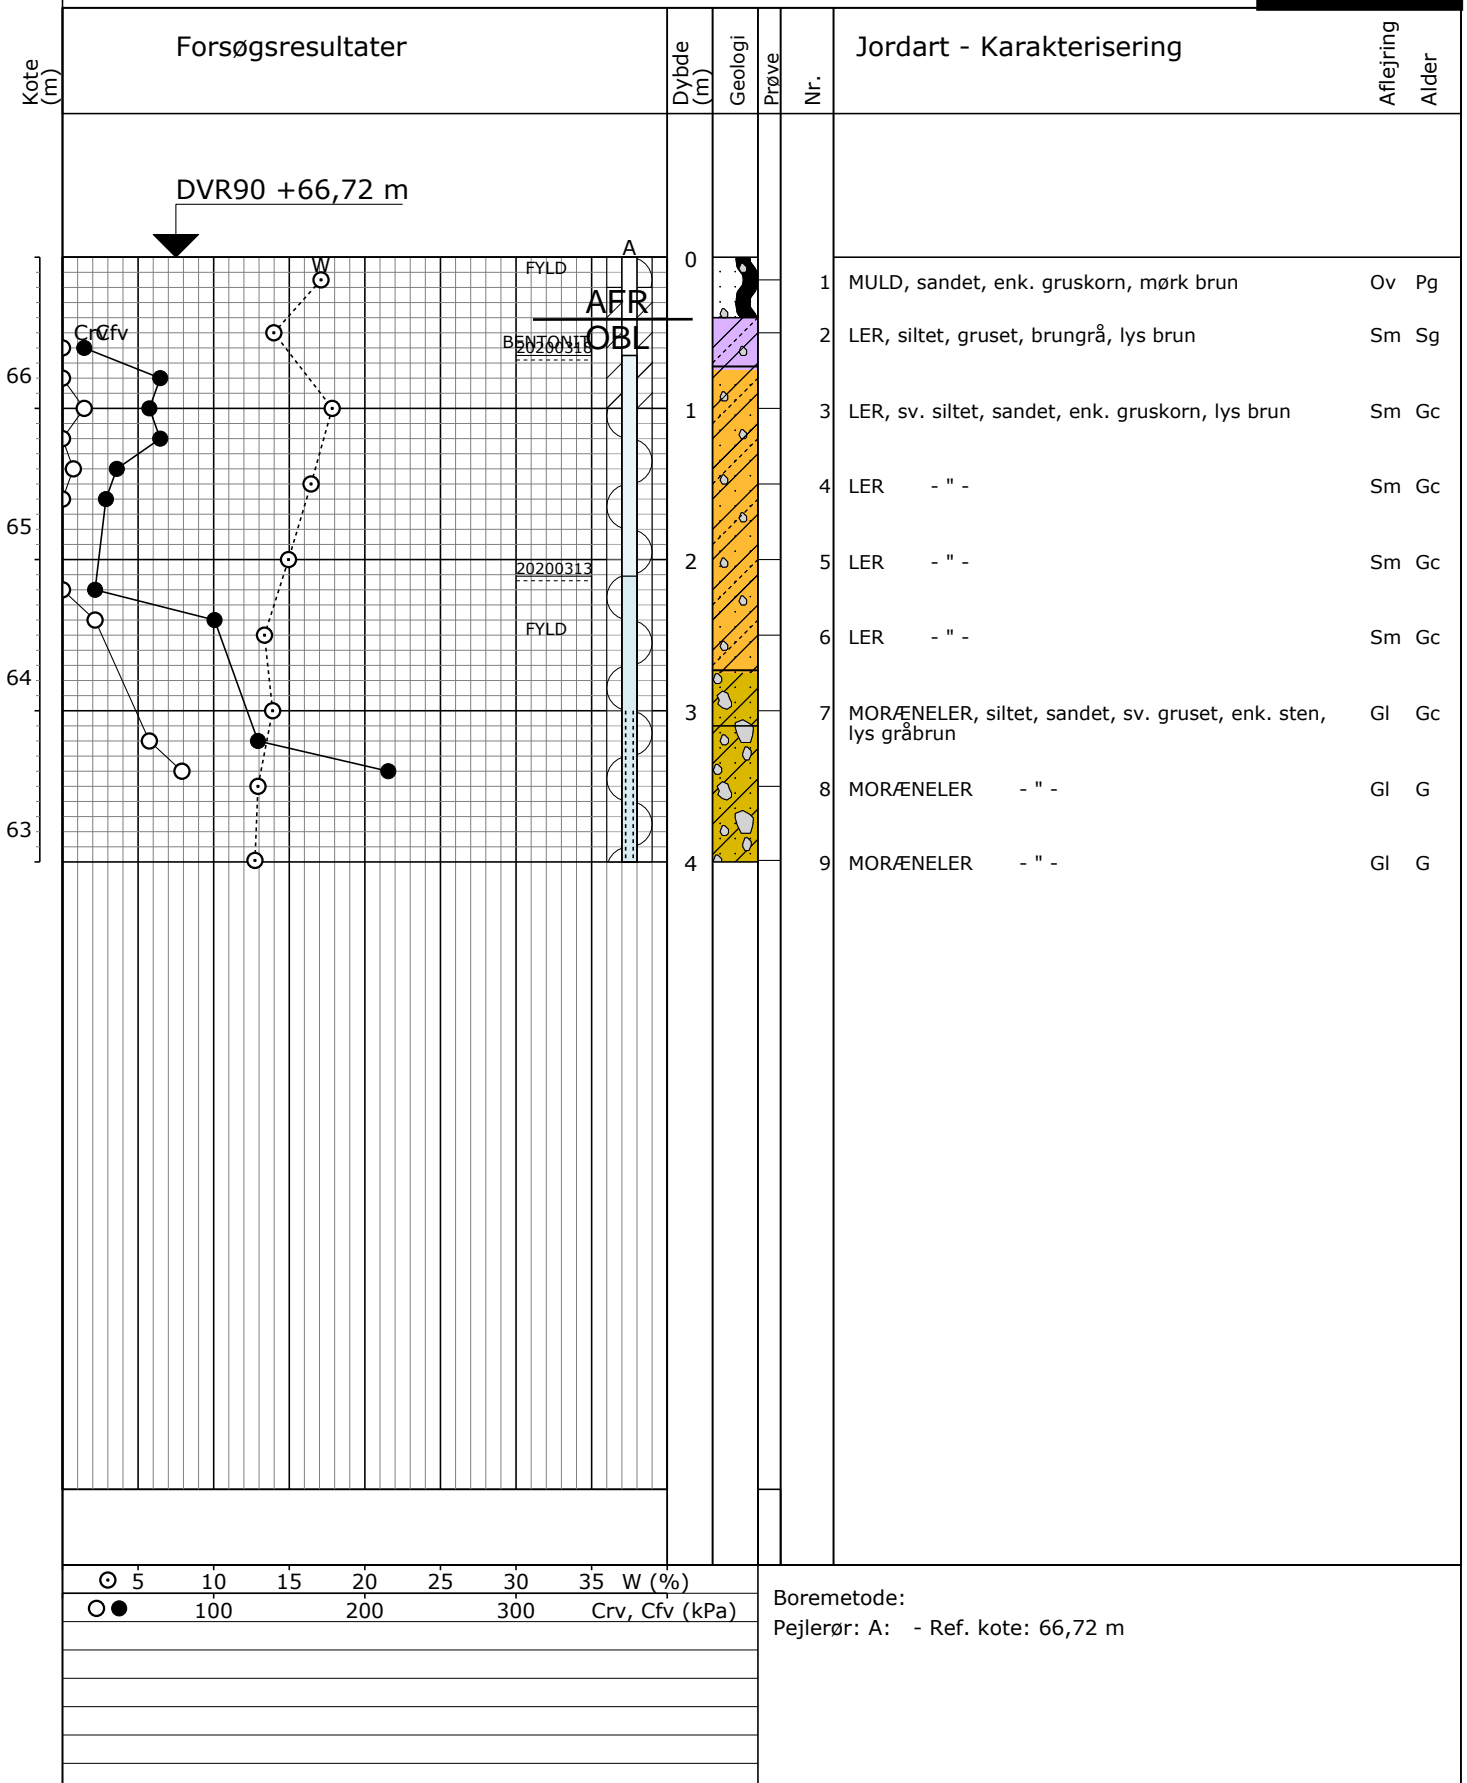 Kote (m)
Forsøgsresultater
Dybde (m)
Geologi
Prøve
Nr.
Jordart - Karakterisering
Aflejring
Alder
DVR90 +66,72 m
A
W
FYLD
0
1 MULD, sandet, enk. gruskorn, mørk brun Ov Pg
AFR
OBL
Crv Cfv
BENTONIT
20200318
2 LER, siltet, gruset, brungrå, lys brun Sm Sg
66
1
3 LER, sv. siltet, sandet, enk. gruskorn, lys brun Sm Gc
4 LER - " - Sm Gc
65
2
20200313
5 LER - " - Sm Gc
FYLD
6 LER - " - Sm Gc
64
3
7 MORÆNELER, siltet, sandet, sv. gruset, enk. sten, Gl Gc
lys gråbrun
8 MORÆNELER - " - Gl G
63
4
9 MORÆNELER - " - Gl G
5 10 15 20 25 30 35 W (%)
100 200 300 Crv, Cfv (kPa)
Boremetode:
Pejlerør: A: - Ref. kote: 66,72 m